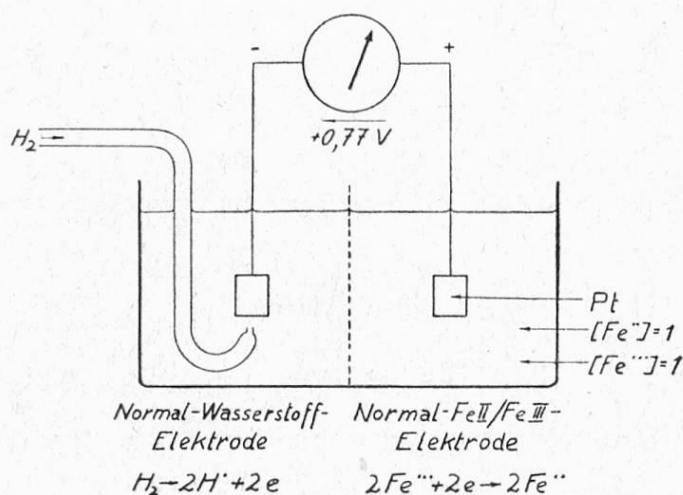 - +
H₂
+0,77 V
Pt
[Fe¨]=1
[Fe˙˙˙]=1
Normal-Wasserstoff-
Elektrode
Normal-FeII/FeIII-
Elektrode
H₂→2H˙+2e
2Fe˙˙˙+2e→2Fe˙˙